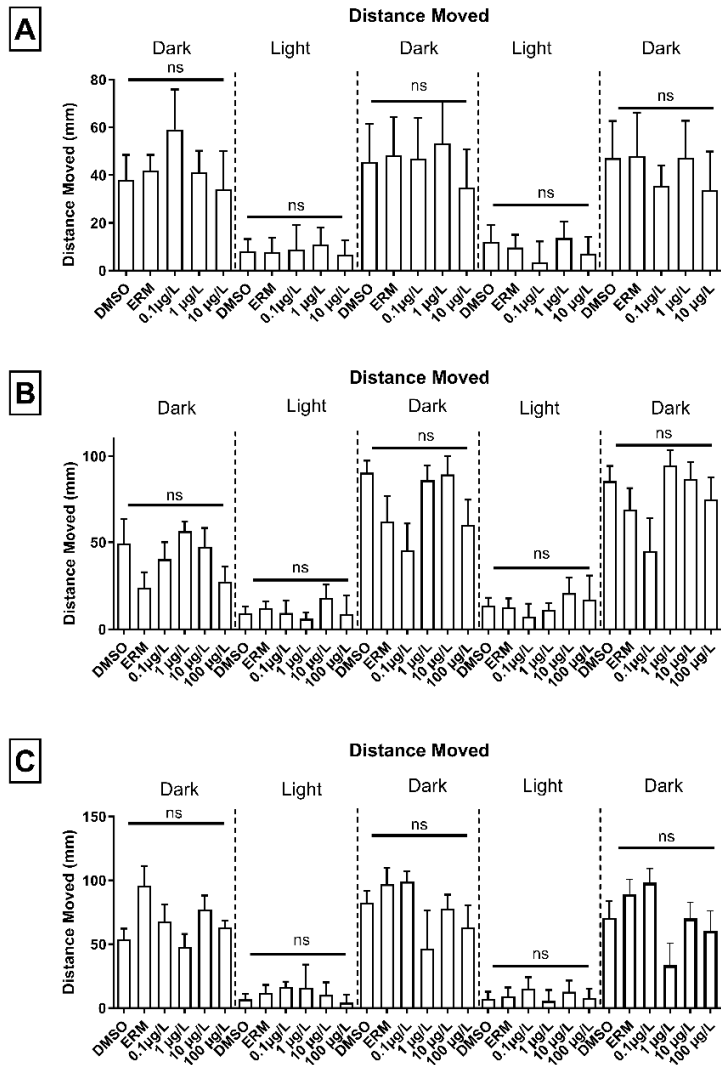 A
Distance Moved
Dark Light Dark Light Dark
ns ns ns ns ns
Distance Moved (mm)
80
60
40
20
0
DMSO ERM 0.1µg/L 1 µg/L 10 µg/L DMSO ERM 0.1µg/L 1 µg/L 10 µg/L DMSO ERM 0.1µg/L 1 µg/L 10 µg/L DMSO ERM 0.1µg/L 1 µg/L 10 µg/L DMSO ERM 0.1µg/L 1 µg/L 10 µg/L
B
Distance Moved
Dark Light Dark Light Dark
ns ns ns ns ns
Distance Moved (mm)
100
50
0
DMSO ERM 0.1µg/L 1 µg/L 10 µg/L 100 µg/L DMSO ERM 0.1µg/L 1 µg/L 10 µg/L 100 µg/L DMSO ERM 0.1µg/L 1 µg/L 10 µg/L 100 µg/L DMSO ERM 0.1µg/L 1 µg/L 10 µg/L 100 µg/L DMSO ERM 0.1µg/L 1 µg/L 10 µg/L 100 µg/L
C
Distance Moved
Dark Light Dark Light Dark
ns ns ns ns ns
Distance Moved (mm)
150
100
50
0
DMSO ERM 0.1µg/L 1 µg/L 10 µg/L 100 µg/L DMSO ERM 0.1µg/L 1 µg/L 10 µg/L 100 µg/L DMSO ERM 0.1µg/L 1 µg/L 10 µg/L 100 µg/L DMSO ERM 0.1µg/L 1 µg/L 10 µg/L 100 µg/L DMSO ERM 0.1µg/L 1 µg/L 10 µg/L 100 µg/L